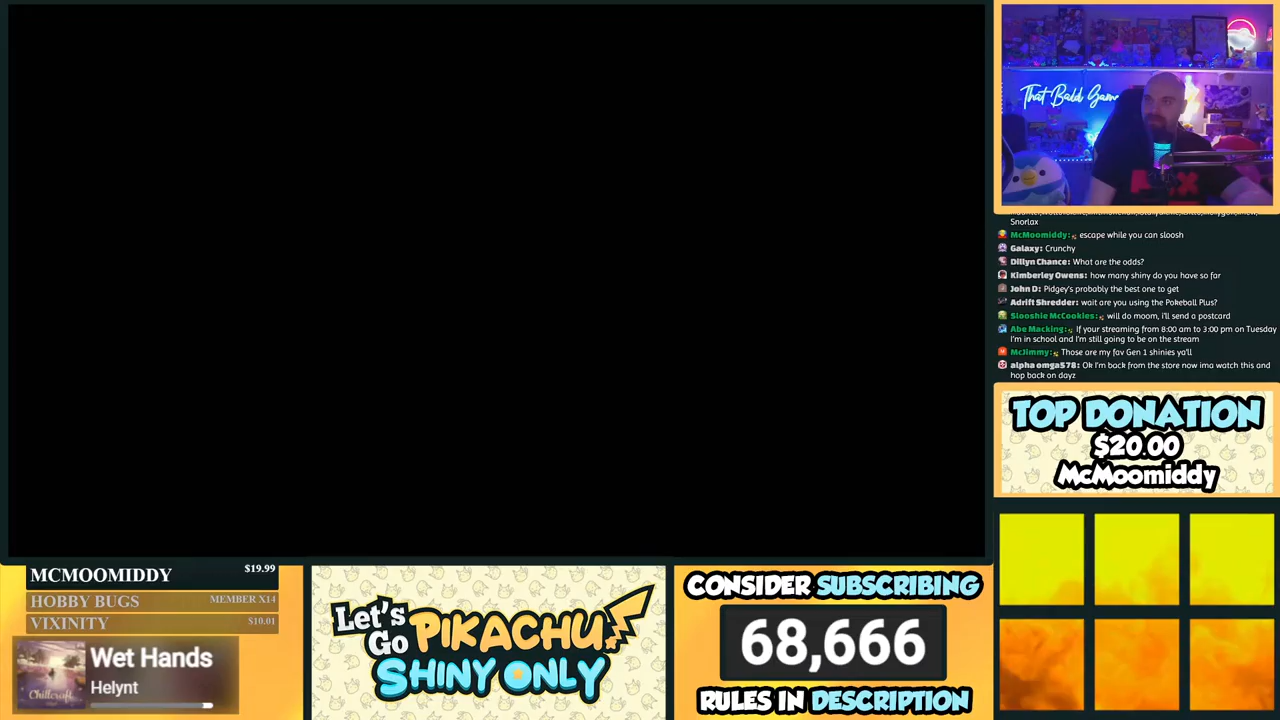 That Bald Game
Snorlax
McMoomiddy: escape while you can sloosh
Galaxy: Crunchy
Dillyn Chance: What are the odds?
Kimberley Owens: how many shiny do you have so far
John D: Pidgey's probably the best one to get
Adrift Shredder: wait are you using the Pokeball Plus?
Slooshie McCookies: will do moom, i'll send a postcard
Abe Macking: If your streaming from 8:00 am to 3:00 pm on Tuesday
I'm in school and I'm still going to be on the stream
McJimmy: Those are my fav Gen 1 shinies ya'll
alpha omga578: Ok I'm back from the store now ima watch this and
hop back on dayz
TOP DONATION
$20.00
McMoomiddy
MCMOOMIDDY $19.99
HOBBY BUGS MEMBER X14
VIXINITY $10.01
Chillcraft
Wet Hands
Helynt
Let's
Go PIKACHU
SHINY ONLY
CONSIDER SUBSCRIBING
68,666
RULES IN DESCRIPTION